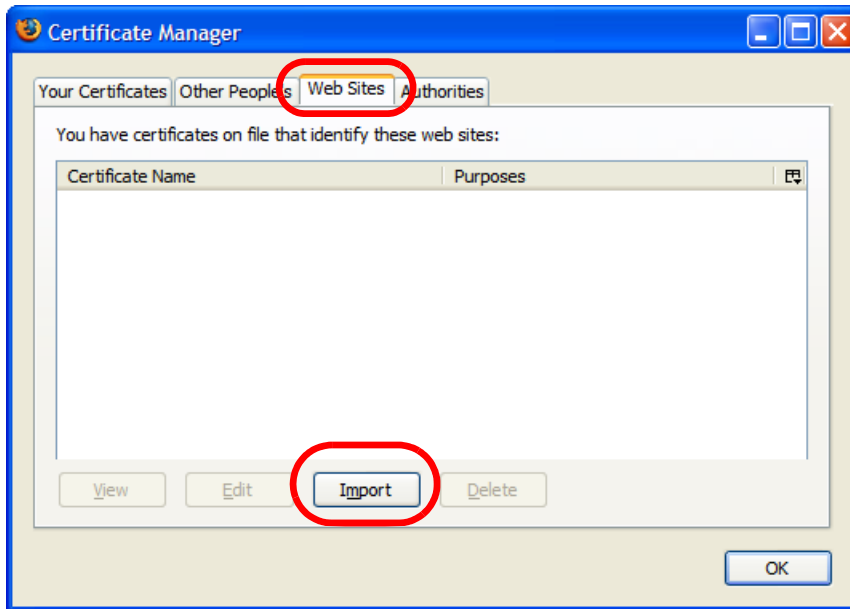 Certificate Manager
Your Certificates Other People's Web Sites Authorities
You have certificates on file that identify these web sites:
Certificate Name Purposes
View Edit Import Delete
OK